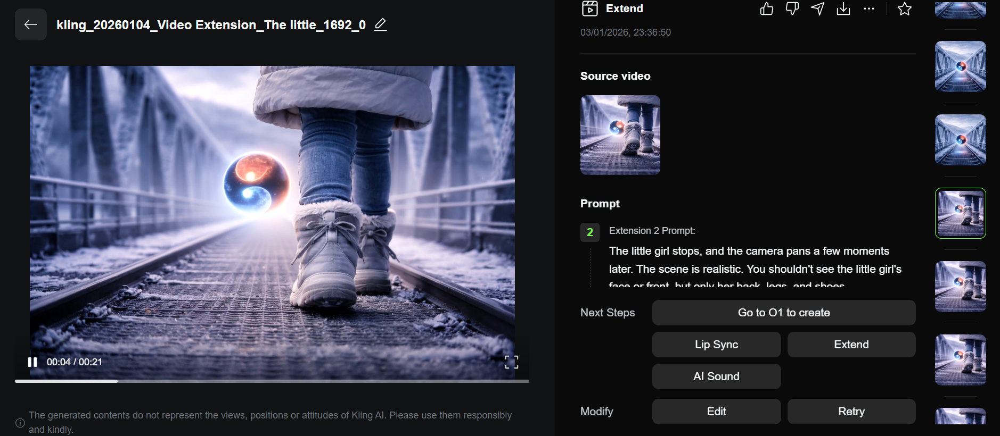 kling_20260104_Video Extension_The little_1692_0
00:04 / 00:21
The generated contents do not represent the views, positions or attitudes of Kling AI. Please use them responsibly
and kindly.
Extend
03/01/2026, 23:36:50
Source video
Prompt
2
Extension 2 Prompt:
The little girl stops, and the camera pans a few moments
later. The scene is realistic. You shouldn't see the little girl's
face or front, but only her back, legs, and shoes.
Next Steps
Go to O1 to create
Lip Sync
Extend
AI Sound
Modify
Edit
Retry